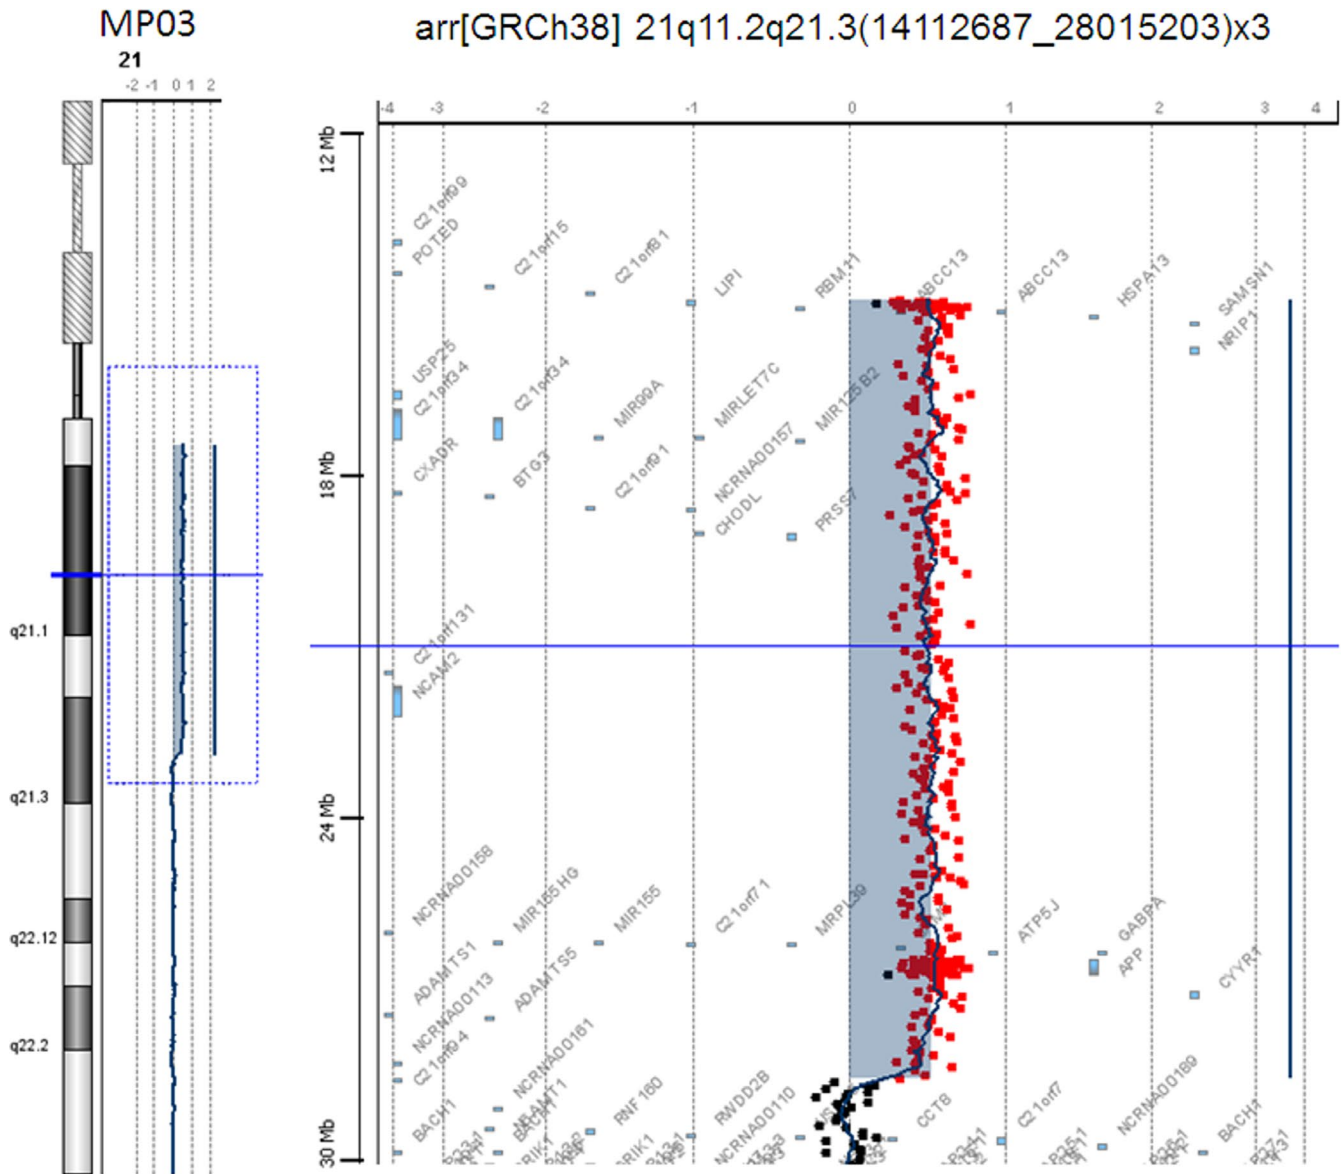 MP03
arr[GRCh38] 21q11.2q21.3(14112687_28015203)x3
21
-2 -1 0 1 2
-4 -3 -2 -1 0 1 2 3 4
12 Mb
C21orf99
POTED
C21orf15
C21orf81
LIPI
RBM11
ABCC13
ABCC13
HSPA13
SAMSN1
NRIP1
USP25
C21orf34
C21orf34
MIR99A
MIRLET7C
MIR125B2
CXADR
BTG3
C21orf91
NCRNA00157
CHODL
PRSS7
18 Mb
q21.1
C21orf131
NCAM2
q21.3
24 Mb
NCRNA00158
MIR155HG
MIR155
C21orf71
MRPL39
ATP5J
GABPA
APP
CYYR1
q22.12
ADAMTS1
ADAMTS5
NCRNA00113
C21orf94
NCRNA00161
q22.2
BACH1
RNF160
RWDD2B
NCRNA00110
CCT8
C21orf7
NCRNA00189
BACH1
30 Mb